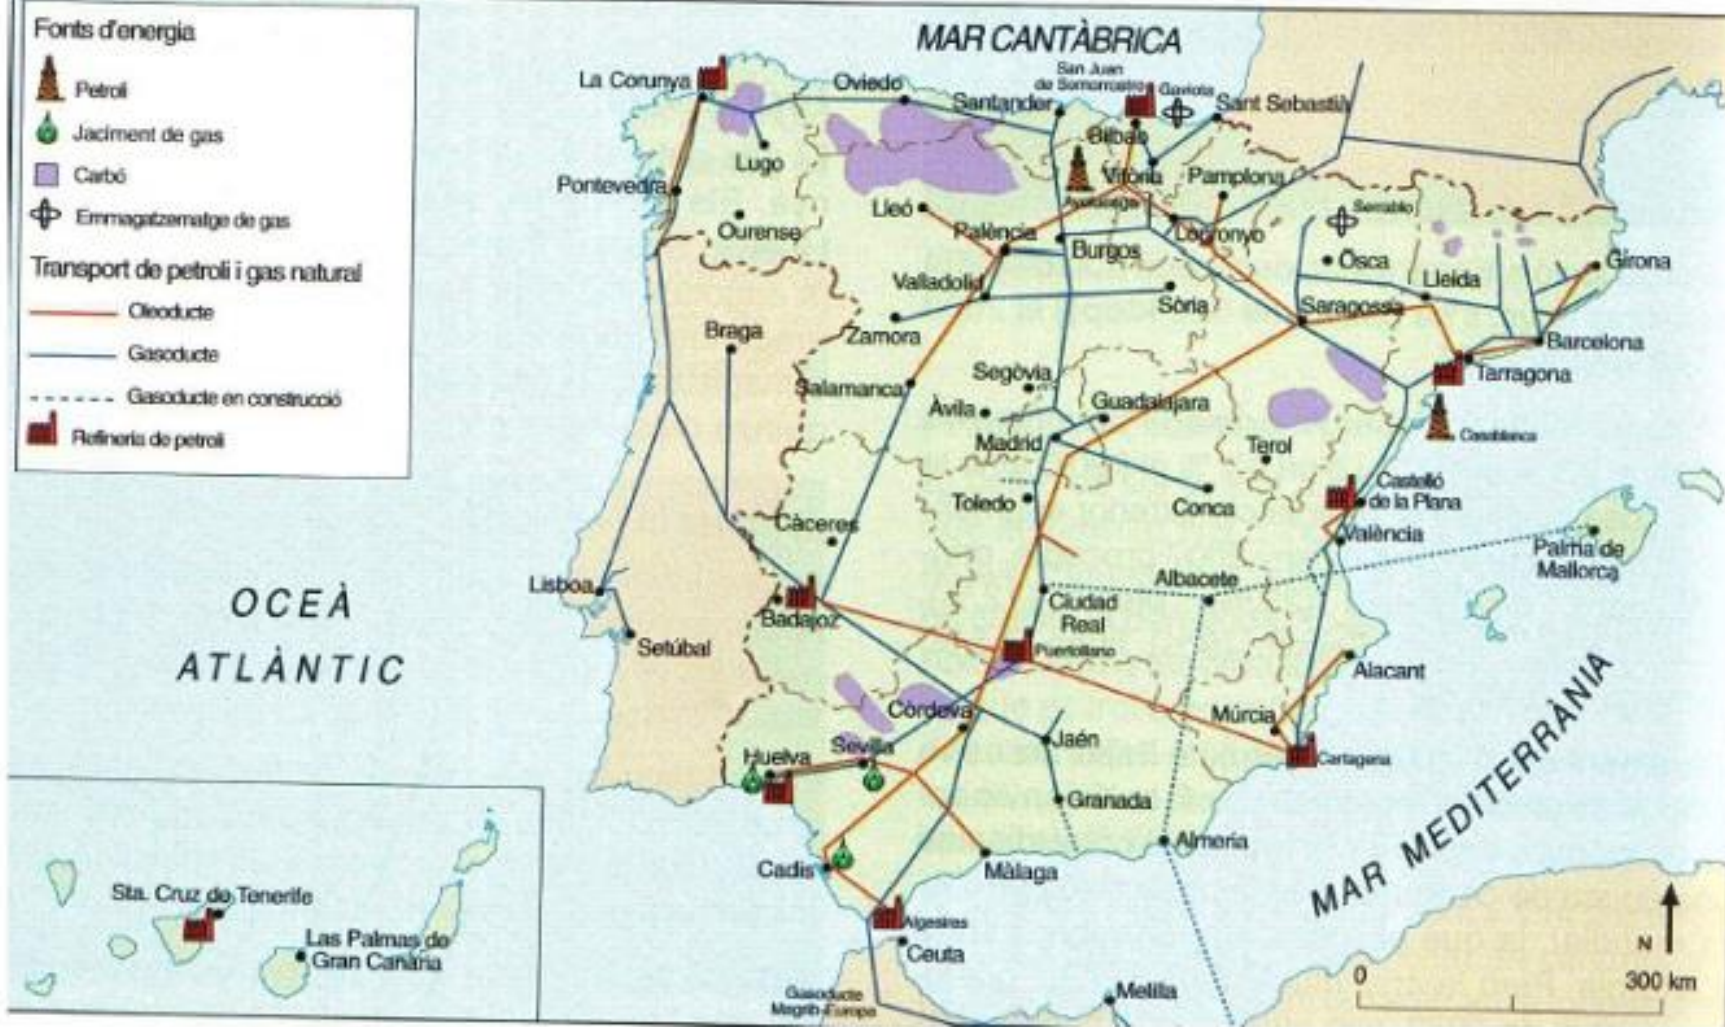 Fonts d'energia
Petroli
Jaciment de gas
Carbó
Emmagatzematge de gas
Transport de petroli i gas natural
Oleoducte
Gasoducte
Gasoducte en construcció
Refineria de petroli
MAR CANTÀBRICA
La Corunya
Oviedo
Santander
San Juan
de Somorrostro
Gaviota
Sant Sebastià
Bilbao
Lugo
Vitòria
Pamplona
Pontevedra
Ayoluengo
Serrablo
Lleó
Ourense
Palència
Burgos
Logronyo
Osca
Girona
Valladolid
Sòria
Lleida
Saragossa
Braga
Zamora
Barcelona
Segòvia
Tarragona
Salamanca
Àvila
Guadalajara
Madrid
Terol
Casablanca
Toledo
Conca
Castelló
de la Plana
Càceres
València
Palma de
Mallorca
Lisboa
Albacete
Badajoz
Ciudad
Real
OCEÀ
ATLÀNTIC
Setúbal
Puertollano
Alacant
Còrdova
Múrcia
Sevilla
Jaén
Huelva
Cartagena
MAR MEDITERRÀNIA
Granada
Almeria
Cadis
Màlaga
Sta. Cruz de Tenerife
Algesires
Las Palmas de
Gran Canària
Ceuta
N
0
300 km
Gasoducte
Magrib-Europa
Melilla